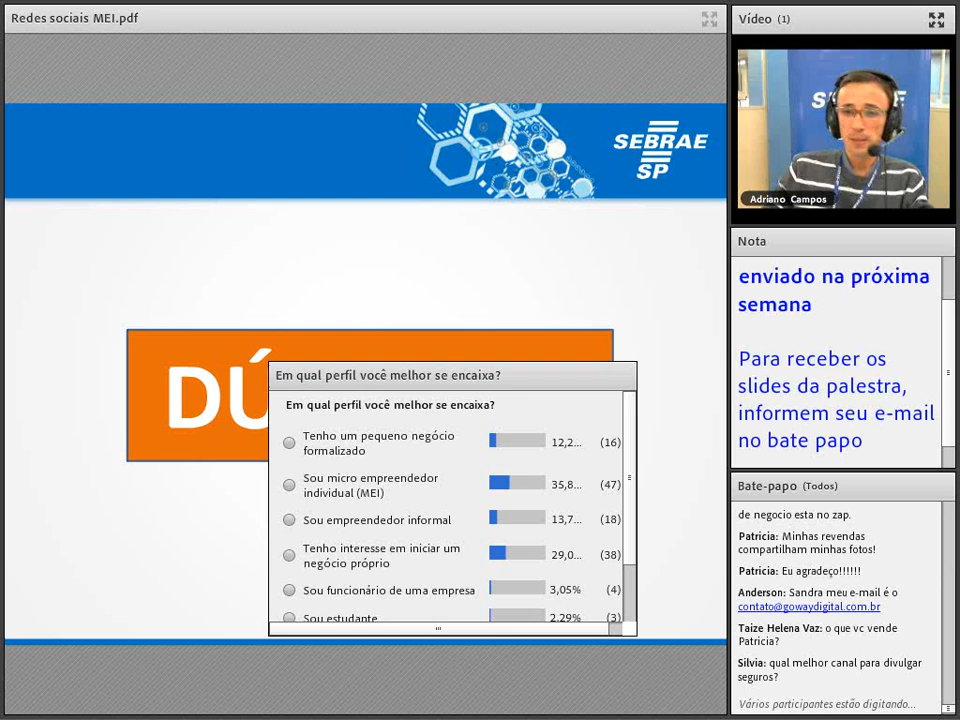 Redes sociais MEI.pdf
SEBRAE
SP
DÚ
Em qual perfil você melhor se encaixa?
Em qual perfil você melhor se encaixa?
Tenho um pequeno negócio
formalizado
12,2... (16)
Sou micro empreendedor
individual (MEI)
35,8... (47)
Sou empreendedor informal 13,7... (18)
Tenho interesse em iniciar um
negócio próprio
29,0... (38)
Sou funcionário de uma empresa 3,05% (4)
Sou estudante 2,29% (3)
Vídeo (1)
Adriano Campos
Nota
enviado na próxima
semana
Para receber os
slides da palestra,
informem seu e-mail
no bate papo
Bate-papo (Todos)
de negocio esta no zap.
Patricia: Minhas revendas
compartilham minhas fotos!
Patricia: Eu agradeço!!!!!!
Anderson: Sandra meu e-mail é o
contato@gowaydigital.com.br
Taize Helena Vaz: o que vc vende
Patricia?
Silvia: qual melhor canal para divulgar
seguros?
Vários participantes estão digitando...